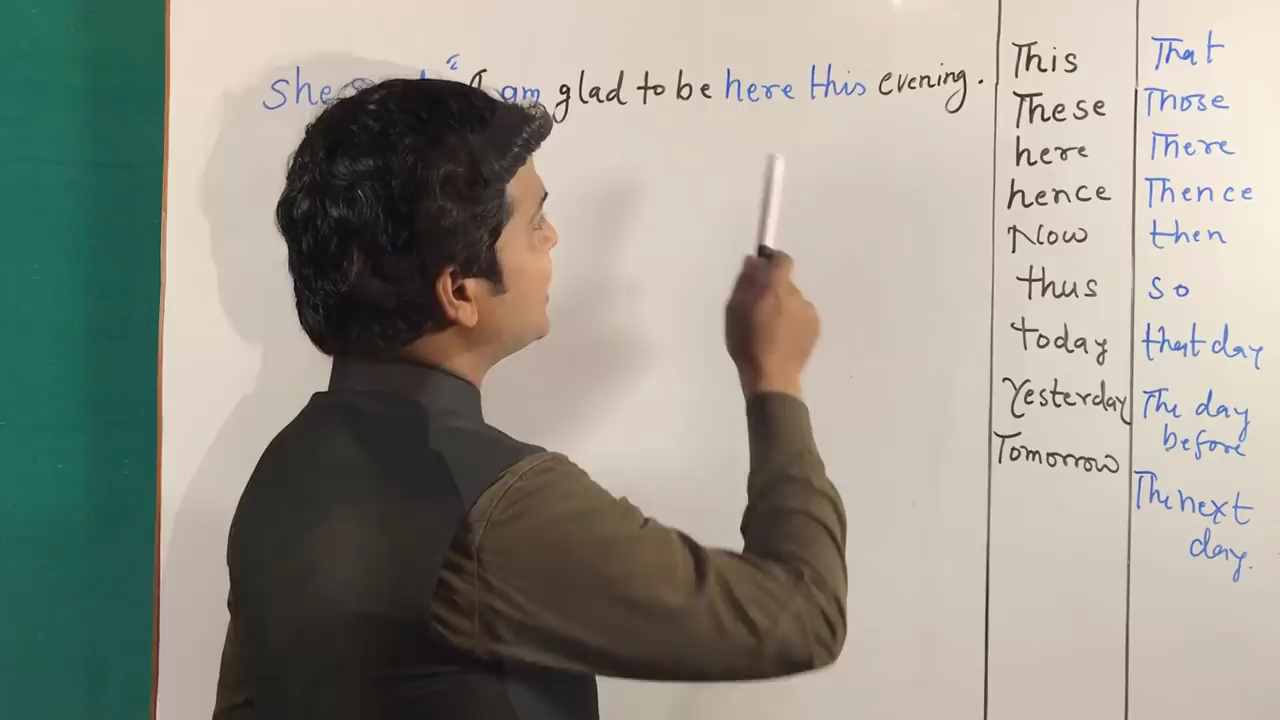 She “I am glad to be here this evening.
This That
These Those
here There
hence Thence
Now then
thus so
today that day
Yesterday The day
before
Tomorrow
The next
day.